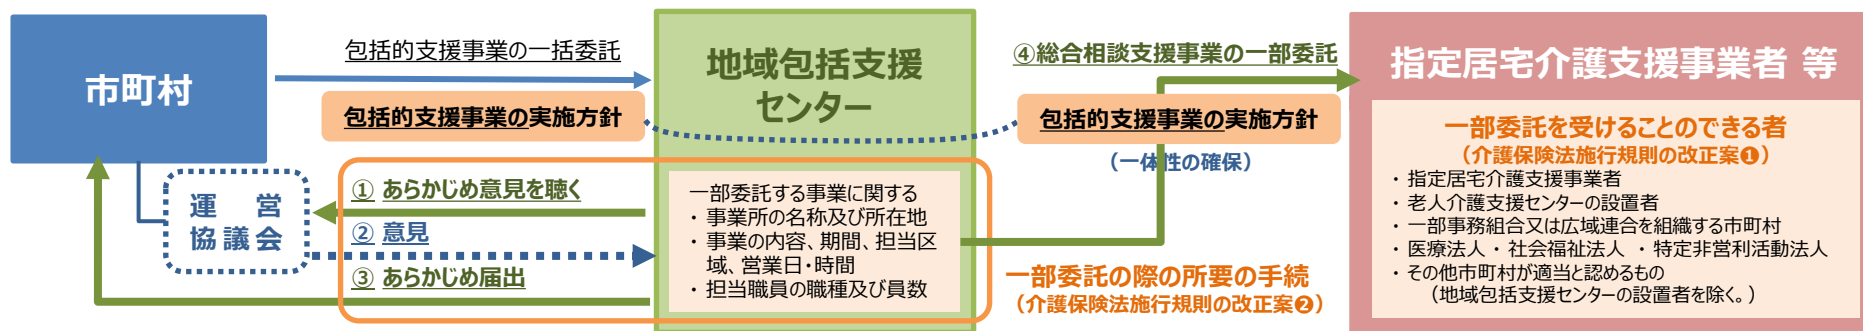 市町村
包括的支援事業の一括委託
包括的支援事業の実施方針
運　営
協議会
① あらかじめ意見を聴く
② 意見
③ あらかじめ届出
地域包括支援
センター
一部委託する事業に関する
・ 事業所の名称及び所在地
・ 事業の内容、期間、担当区
域、営業日・時間
・ 担当職員の職種及び員数
④総合相談支援事業の一部委託
包括的支援事業の実施方針
（一体性の確保）
一部委託の際の所要の手続
（介護保険法施行規則の改正案❷）
指定居宅介護支援事業者 等
一部委託を受けることのできる者
（介護保険法施行規則の改正案❶）
・ 指定居宅介護支援事業者
・ 老人介護支援センターの設置者
・ 一部事務組合又は広域連合を組織する市町村
・ 医療法人 ・ 社会福祉法人 ・ 特定非営利活動法人
・ その他市町村が適当と認めるもの
（地域包括支援センターの設置者を除く。）